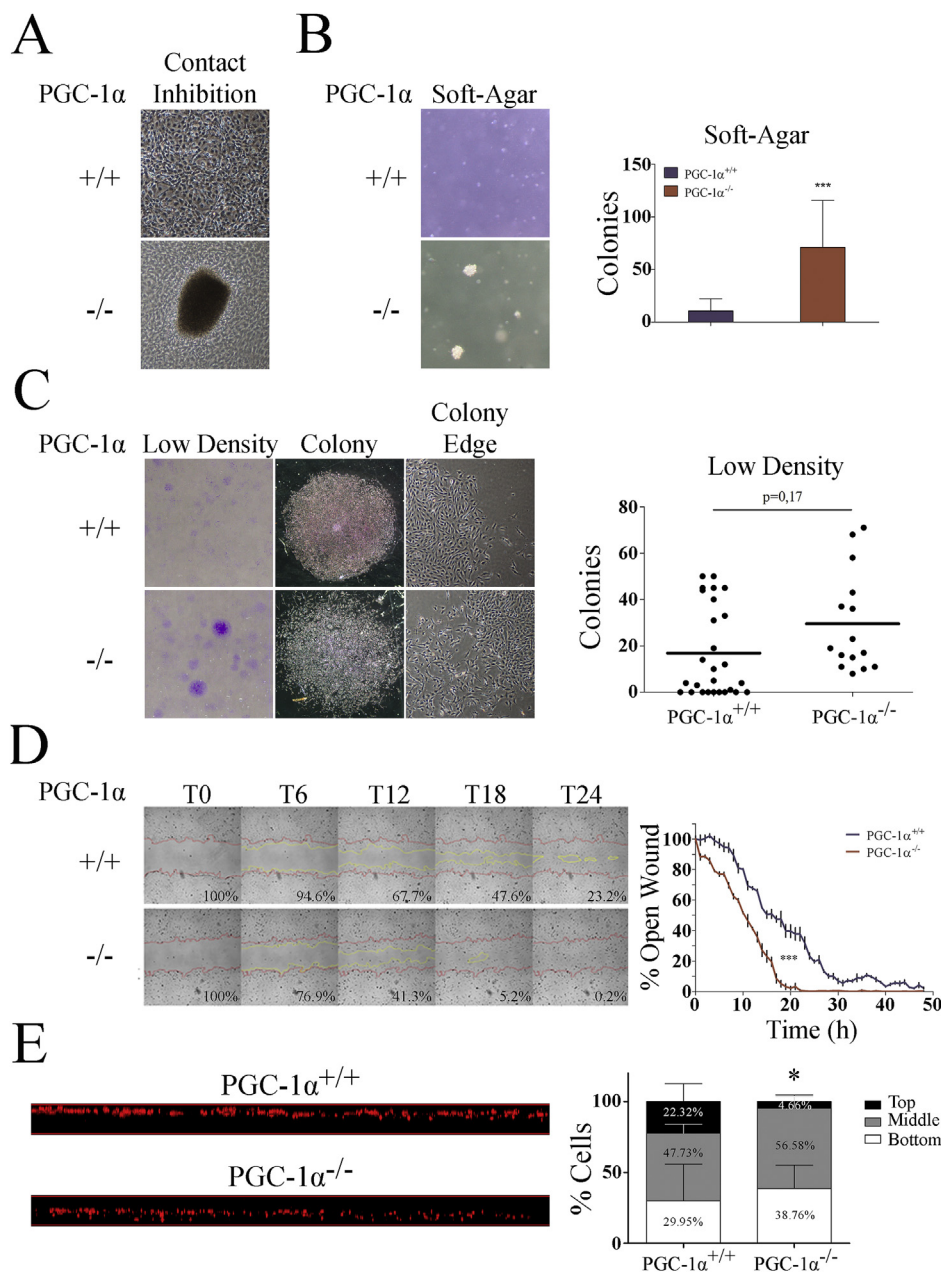 A
PGC-1α
Contact
Inhibition
+/+
-/-
B
PGC-1α Soft-Agar
+/+
-/-
Soft-Agar
Colonies
150
100
50
0
PGC-1α+/+
PGC-1α-/-
***
C
PGC-1α Low Density Colony
Colony
Edge
+/+
-/-
Low Density
p=0,17
Colonies
80
60
40
20
0
PGC-1α+/+ PGC-1α-/-
D
PGC-1α T0 T6 T12 T18 T24
+/+
100% 94.6% 67.7% 47.6% 23.2%
-/-
100% 76.9% 41.3% 5.2% 0.2%
% Open Wound
100
80
60
40
20
0
PGC-1α+/+
PGC-1α-/-
***
0 10 20 30 40 50
Time (h)
E
PGC-1α+/+
PGC-1α-/-
% Cells
100
50
0
*
22.32% 4.66%
47.73% 56.58%
29.95% 38.76%
Top
Middle
Bottom
PGC-1α+/+ PGC-1α-/-